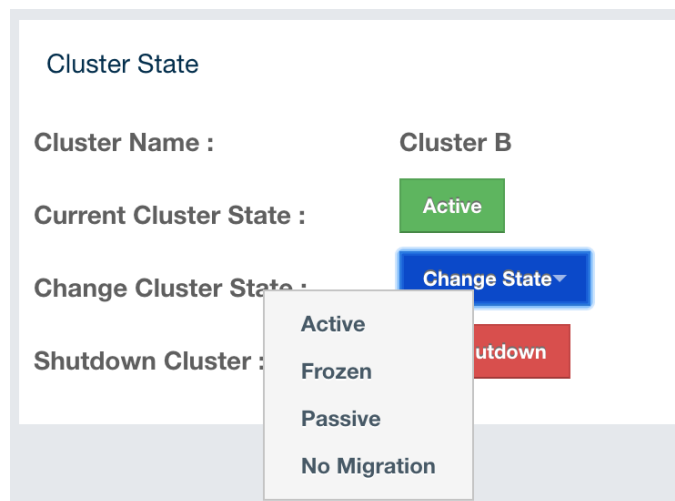 Cluster State
Cluster Name : Cluster B
Current Cluster State : Active
Change Cluster State : Change State
Shutdown Cluster : utdown
Active
Frozen
Passive
No Migration